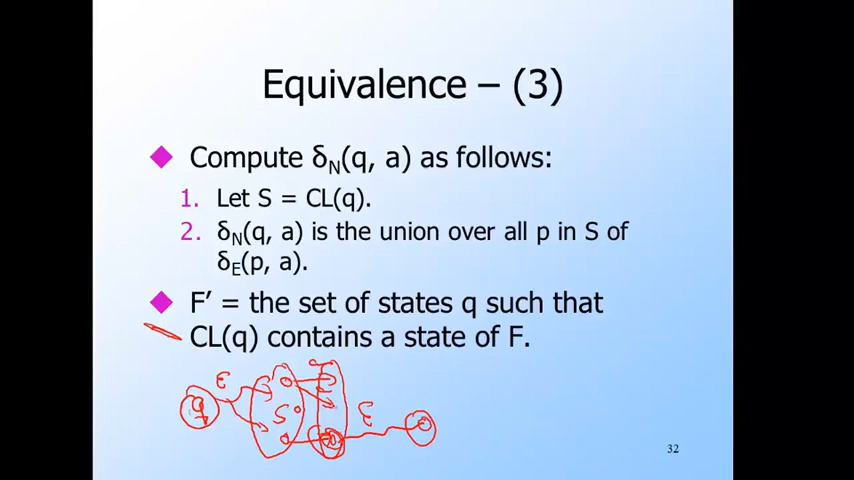 Equivalence – (3)
◆ Compute δN(q, a) as follows:
1. Let S = CL(q).
2. δN(q, a) is the union over all p in S of
δE(p, a).
◆ F′ = the set of states q such that
CL(q) contains a state of F.
ε
q
S
ε
32